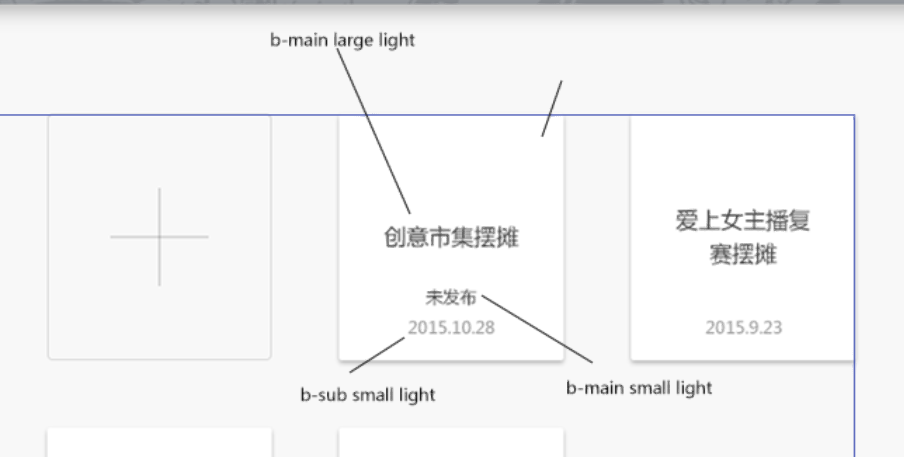 b-main large light
创意市集摆摊
未发布
2015.10.28
爱上女主播复
赛摆摊
2015.9.23
b-sub small light
b-main small light